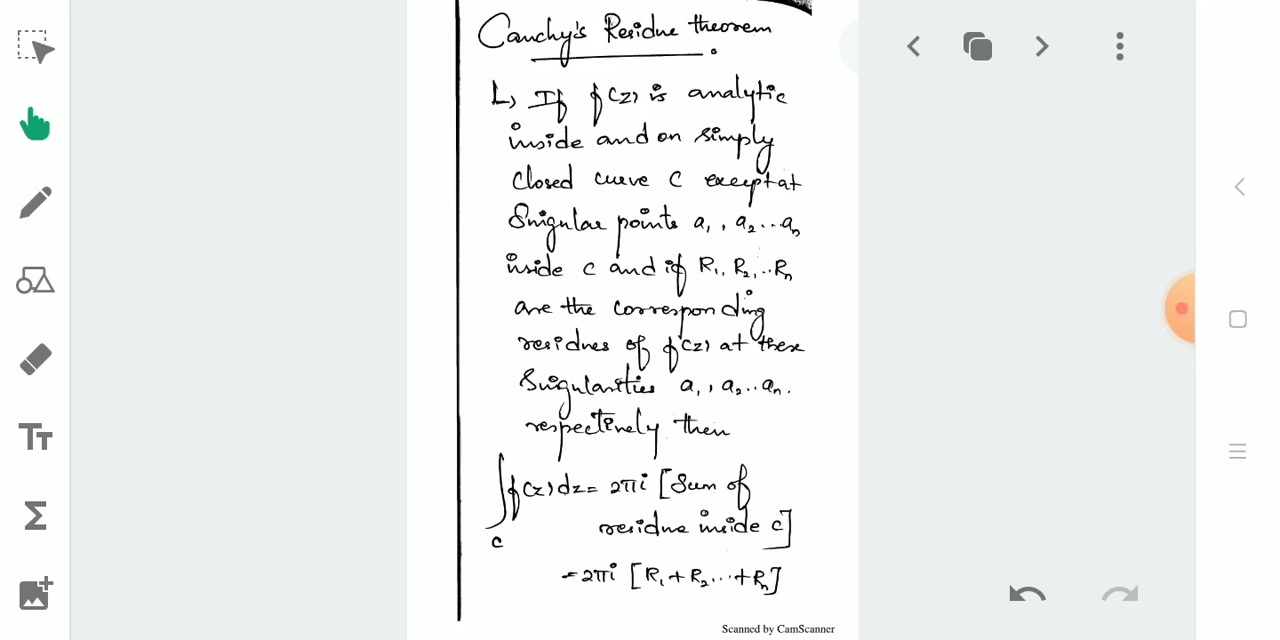 Cauchy's Residue theorem
L, If f(z) is analytic
inside and on simply
closed curve C except at
Singular points a₁, a₂...aₙ
inside C and if R₁, R₂,..Rₙ
are the corresponding
residues of f(z) at these
Singularities a₁, a₂..aₙ.
respectively then
∫f(z)dz = 2πi [Sum of
residue inside C]
C
= 2πi [R₁+R₂...+Rₙ]
Scanned by CamScanner
Tт
Σ